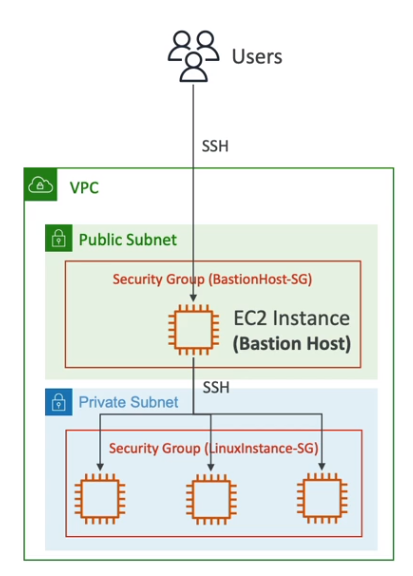 Users
SSH
VPC
Public Subnet
Security Group (BastionHost-SG)
EC2 Instance
(Bastion Host)
SSH
Private Subnet
Security Group (LinuxInstance-SG)